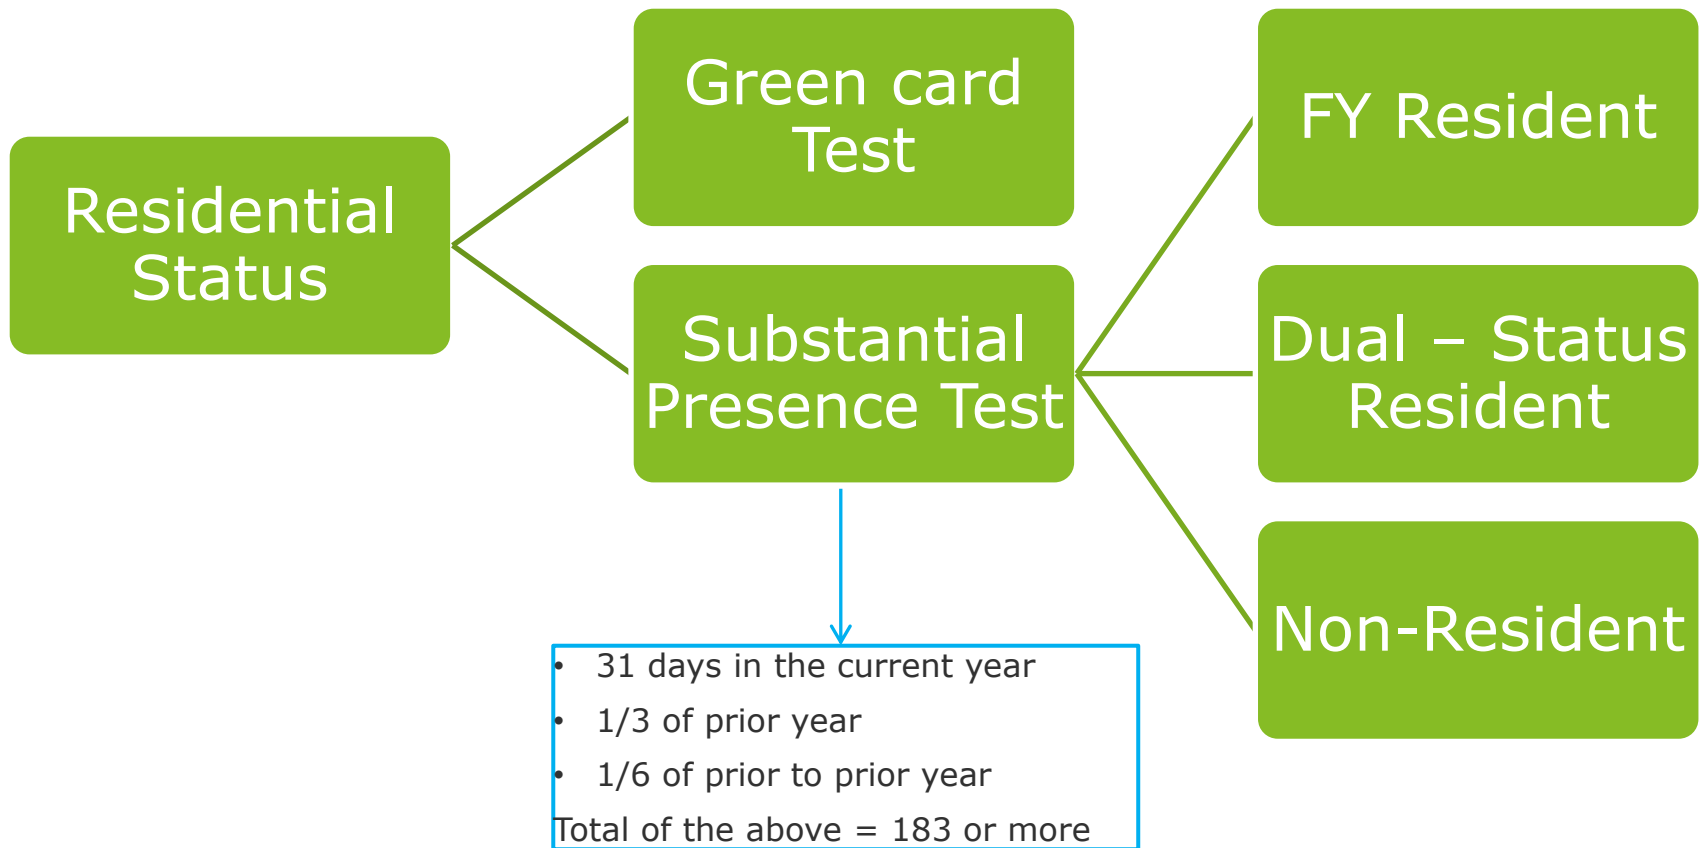 Residential
Status
Green card
Test
Substantial
Presence Test
FY Resident
Dual – Status
Resident
Non-Resident
• 31 days in the current year
• 1/3 of prior year
• 1/6 of prior to prior year
Total of the above = 183 or more